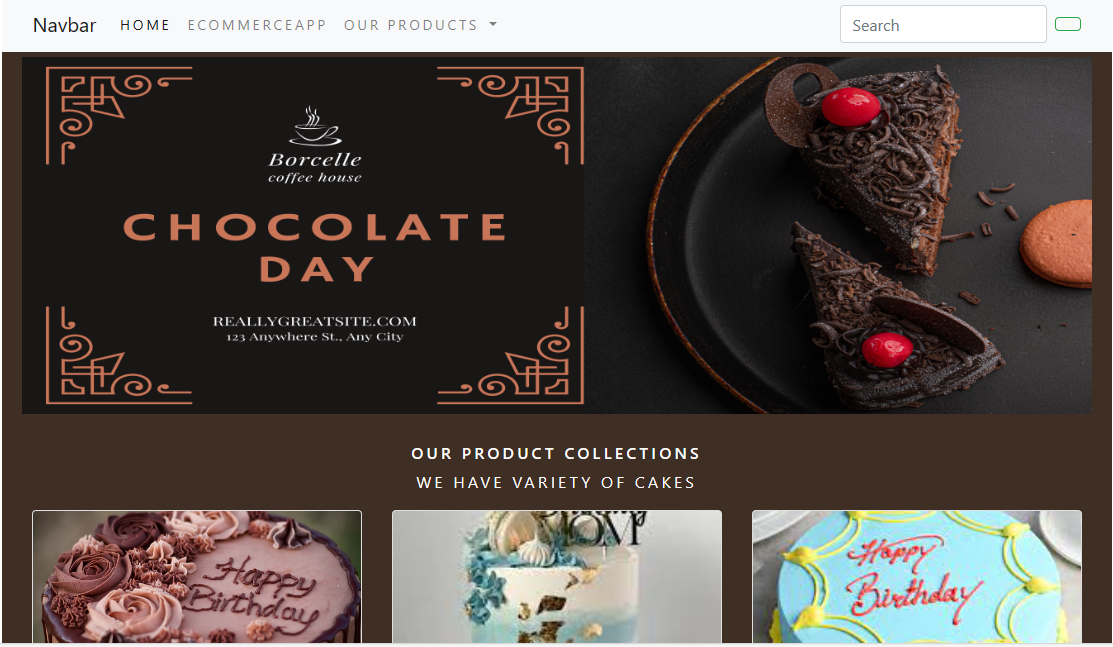 Navbar HOME ECOMMERCEAPP OUR PRODUCTS Search
Borcelle
coffee house
CHOCOLATE
DAY
REALLYGREATSITE.COM
123 Anywhere St., Any City
OUR PRODUCT COLLECTIONS
WE HAVE VARIETY OF CAKES
Happy
Birthday
MOM
Happy
Birthday